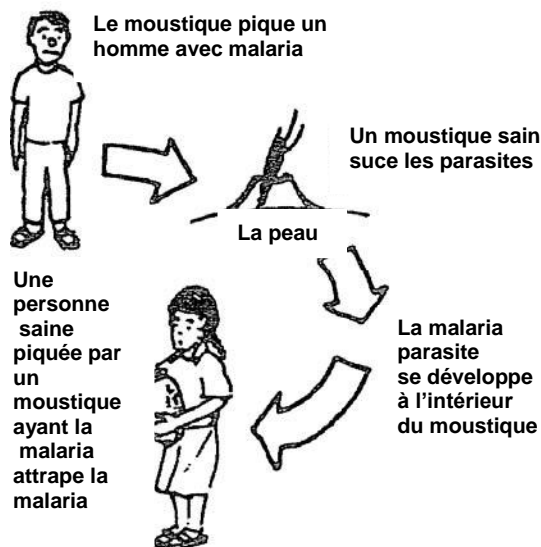 Le moustique pique un
homme avec malaria
Un moustique sain
suce les parasites
La peau
La malaria
parasite
se développe
à l'intérieur
du moustique
Une
personne
saine
piquée par
un
moustique
ayant la
malaria
attrape la
malaria